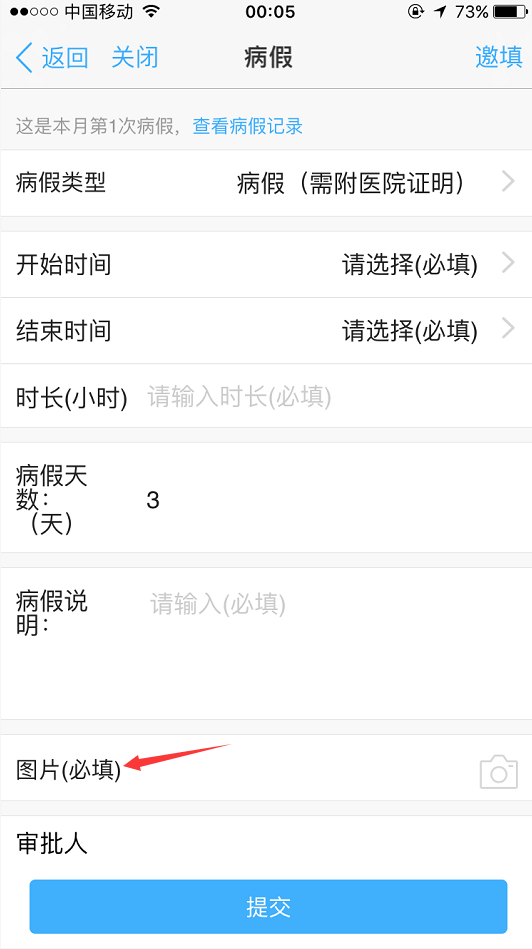 中国移动 00:05 73%
返回 关闭 病假 邀填
这是本月第1次病假，查看病假记录
病假类型 病假（需附医院证明）
开始时间 请选择(必填)
结束时间 请选择(必填)
时长(小时) 请输入时长(必填)
病假天
数： 3
（天）
病假说 请输入(必填)
明：
图片(必填)
审批人
提交